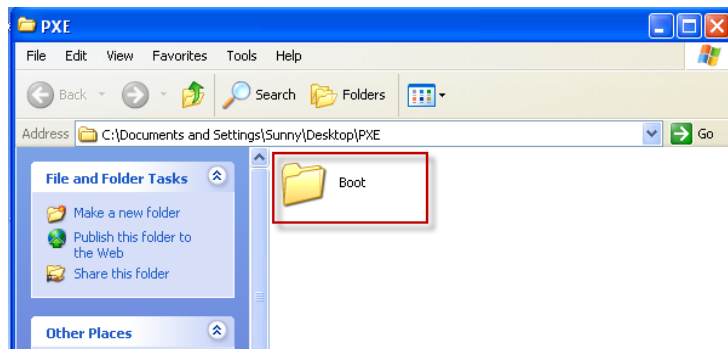 PXE
File Edit View Favorites Tools Help
Back Search Folders
Address C:\Documents and Settings\Sunny\Desktop\PXE Go
File and Folder Tasks
Boot
Make a new folder
Publish this folder to
the Web
Share this folder
Other Places